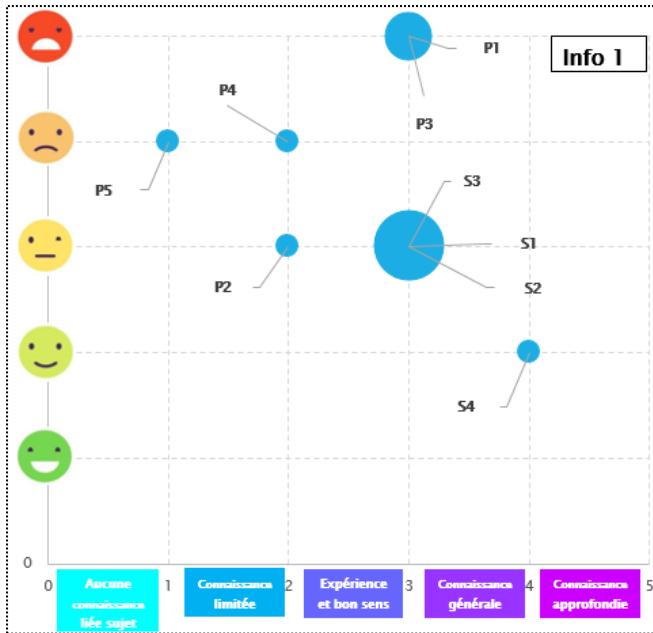 Info 1
P1
P4
P3
S3
P5
S1
P2
S2
S4
0
0
1
2
3
4
5
Aucune
connaissance
liée sujet
Connaissance
limitée
Expérience
et bon sens
Connaissance
générale
Connaissance
approfondie